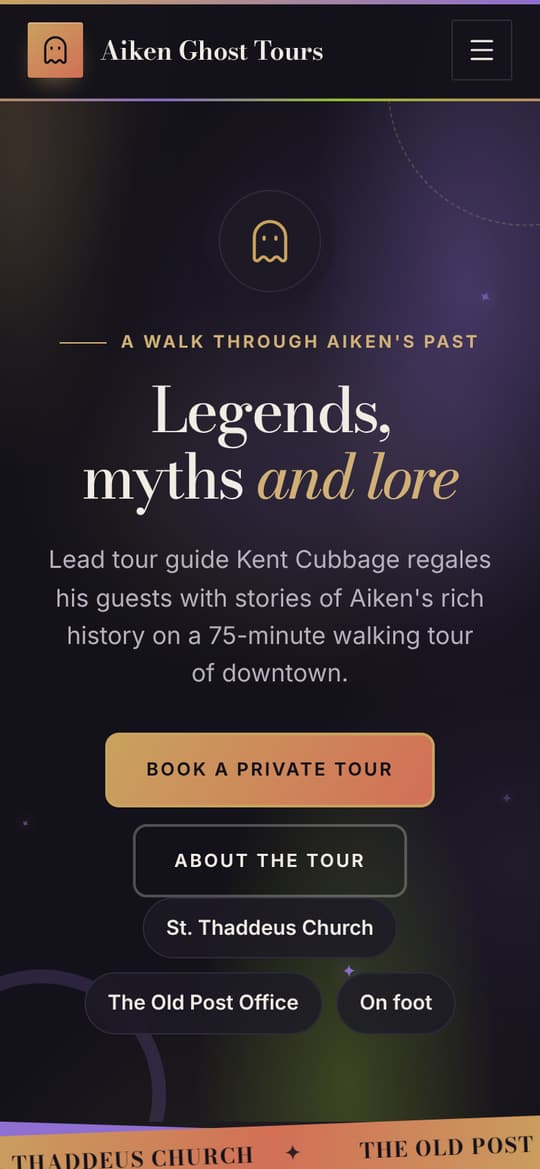 Aiken Ghost Tours
A WALK THROUGH AIKEN'S PAST
Legends,
myths and lore
Lead tour guide Kent Cubbage regales
his guests with stories of Aiken's rich
history on a 75-minute walking tour
of downtown.
BOOK A PRIVATE TOUR
ABOUT THE TOUR
St. Thaddeus Church
The Old Post Office
On foot
THADDEUS CHURCH ✦ THE OLD POST